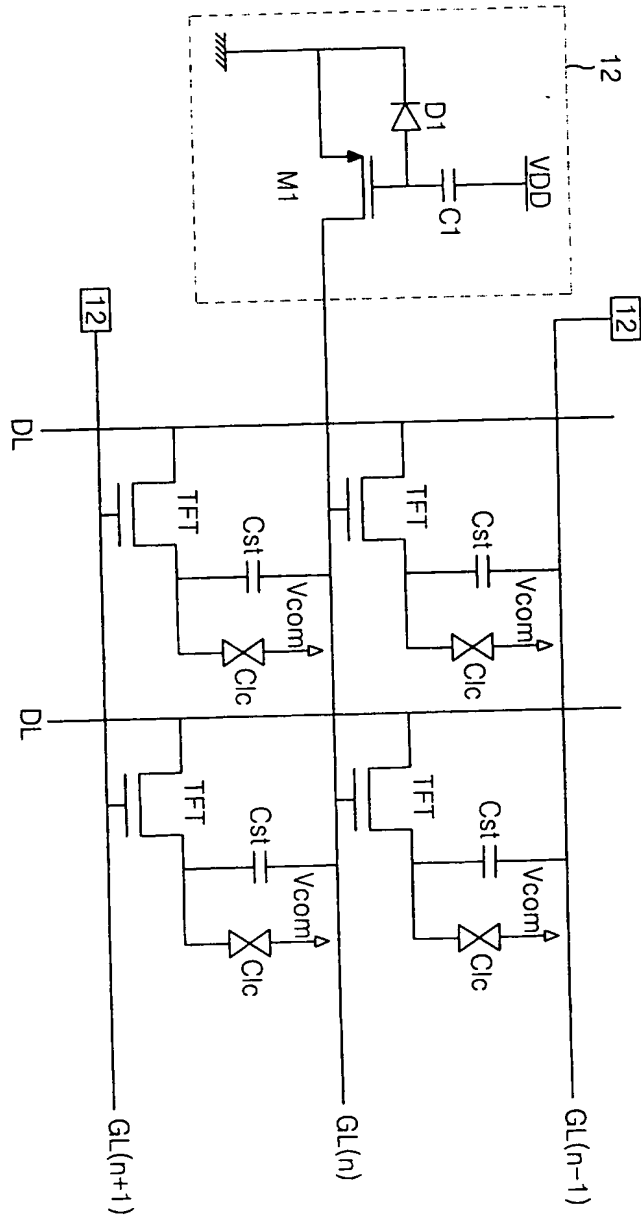 12
VDD
D1
C1
M1
12
12
DL
TFT
Cst
Vcom
Clc
TFT
Cst
Vcom
Clc
DL
TFT
Cst
Vcom
Clc
TFT
Cst
Vcom
Clc
GL(n-1)
GL(n)
GL(n+1)